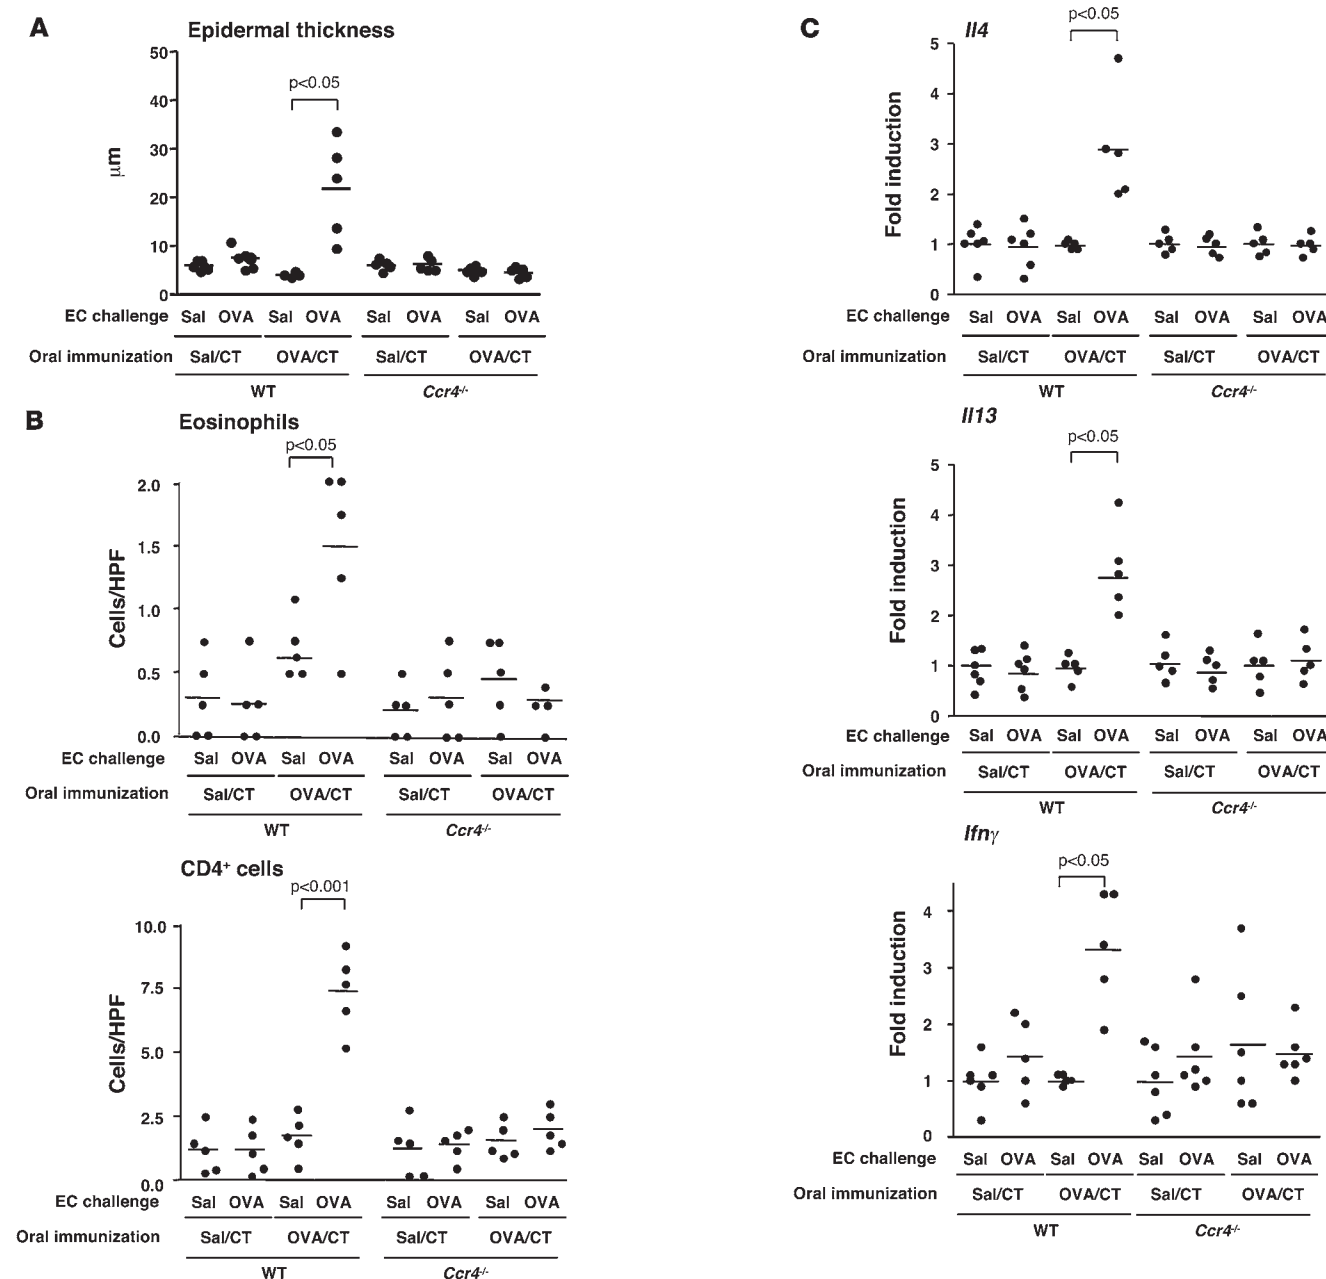 A
Epidermal thickness
50
40
30
20
10
0
μm
p<0.05
EC challenge Sal OVA Sal OVA Sal OVA Sal OVA
Oral immunization Sal/CT OVA/CT Sal/CT OVA/CT
WT Ccr4-/-
B
Eosinophils
p<0.05
2.0
1.5
1.0
0.5
0.0
Cells/HPF
EC challenge Sal OVA Sal OVA Sal OVA Sal OVA
Oral immunization Sal/CT OVA/CT Sal/CT OVA/CT
WT Ccr4-/-
CD4+ cells
p<0.001
10.0
7.5
5.0
2.5
0.0
Cells/HPF
EC challenge Sal OVA Sal OVA Sal OVA Sal OVA
Oral immunization Sal/CT OVA/CT Sal/CT OVA/CT
WT Ccr4-/-
C
Il4
p<0.05
5
4
3
2
1
0
Fold induction
EC challenge Sal OVA Sal OVA Sal OVA Sal OVA
Oral immunization Sal/CT OVA/CT Sal/CT OVA/CT
WT Ccr4-/-
Il13
p<0.05
5
4
3
2
1
0
Fold induction
EC challenge Sal OVA Sal OVA Sal OVA Sal OVA
Oral immunization Sal/CT OVA/CT Sal/CT OVA/CT
WT Ccr4-/-
Ifnγ
p<0.05
4
3
2
1
0
Fold induction
EC challenge Sal OVA Sal OVA Sal OVA Sal OVA
Oral immunization Sal/CT OVA/CT Sal/CT OVA/CT
WT Ccr4-/-